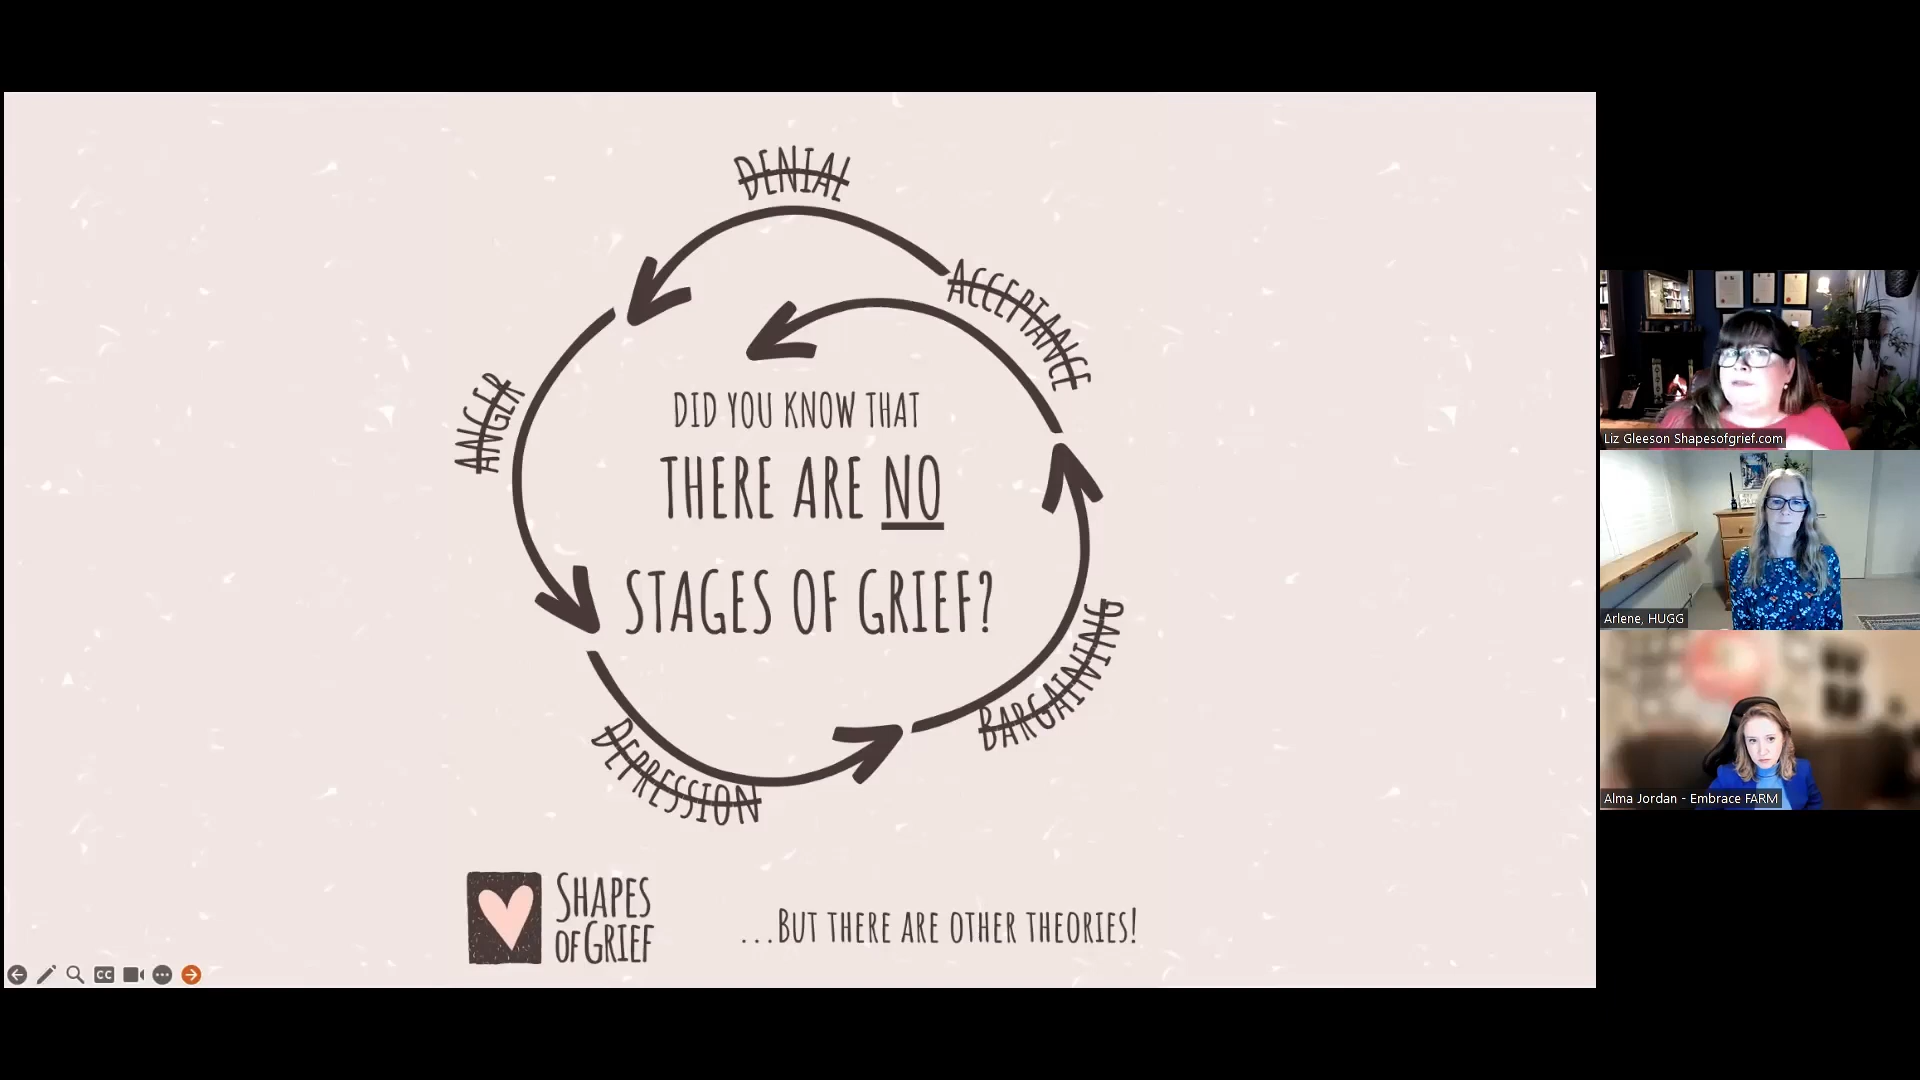 DENIAL
ACCEPTANCE
ANGER
DID YOU KNOW THAT
THERE ARE NO
STAGES OF GRIEF?
BARGAINING
DEPRESSION
SHAPES
OF GRIEF
...BUT THERE ARE OTHER THEORIES!
CC
Liz Gleeson Shapesofgrief.com
Arlene, HUGG
Alma Jordan - Embrace FARM